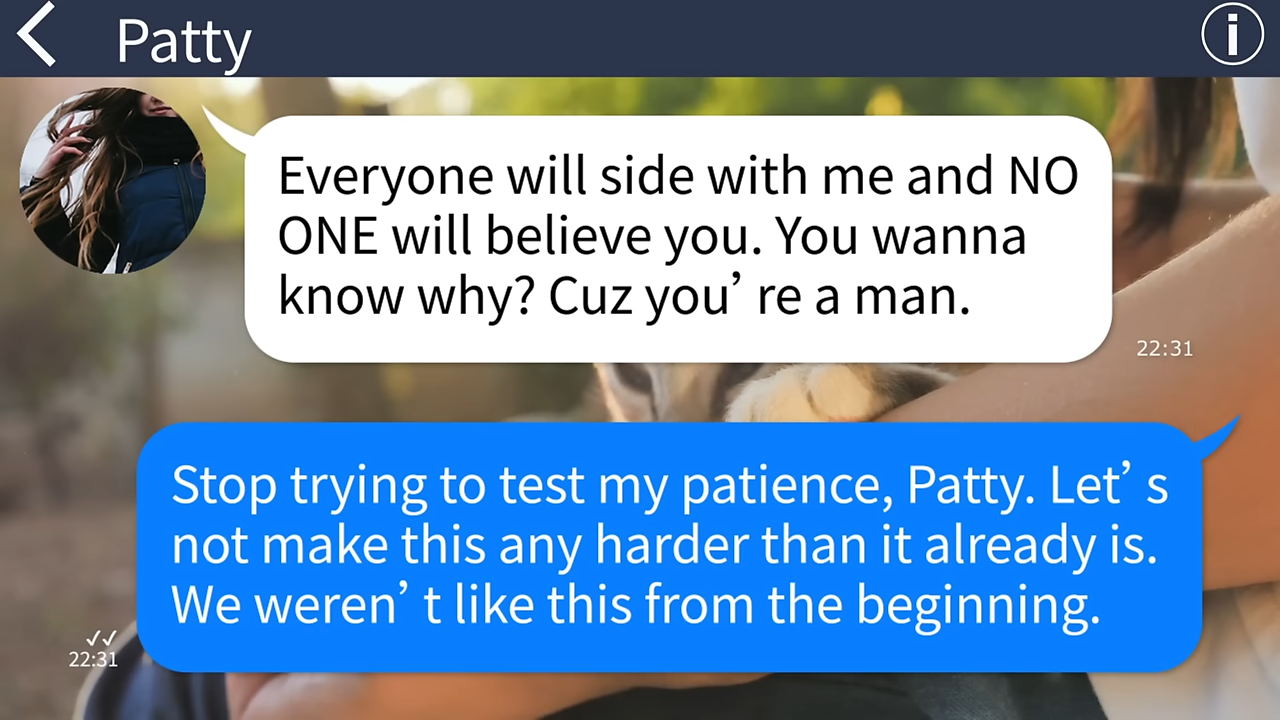 Patty
Everyone will side with me and NO
ONE will believe you. You wanna
know why? Cuz you’ re a man.
22:31
Stop trying to test my patience, Patty. Let’ s
not make this any harder than it already is.
We weren’ t like this from the beginning.
22:31